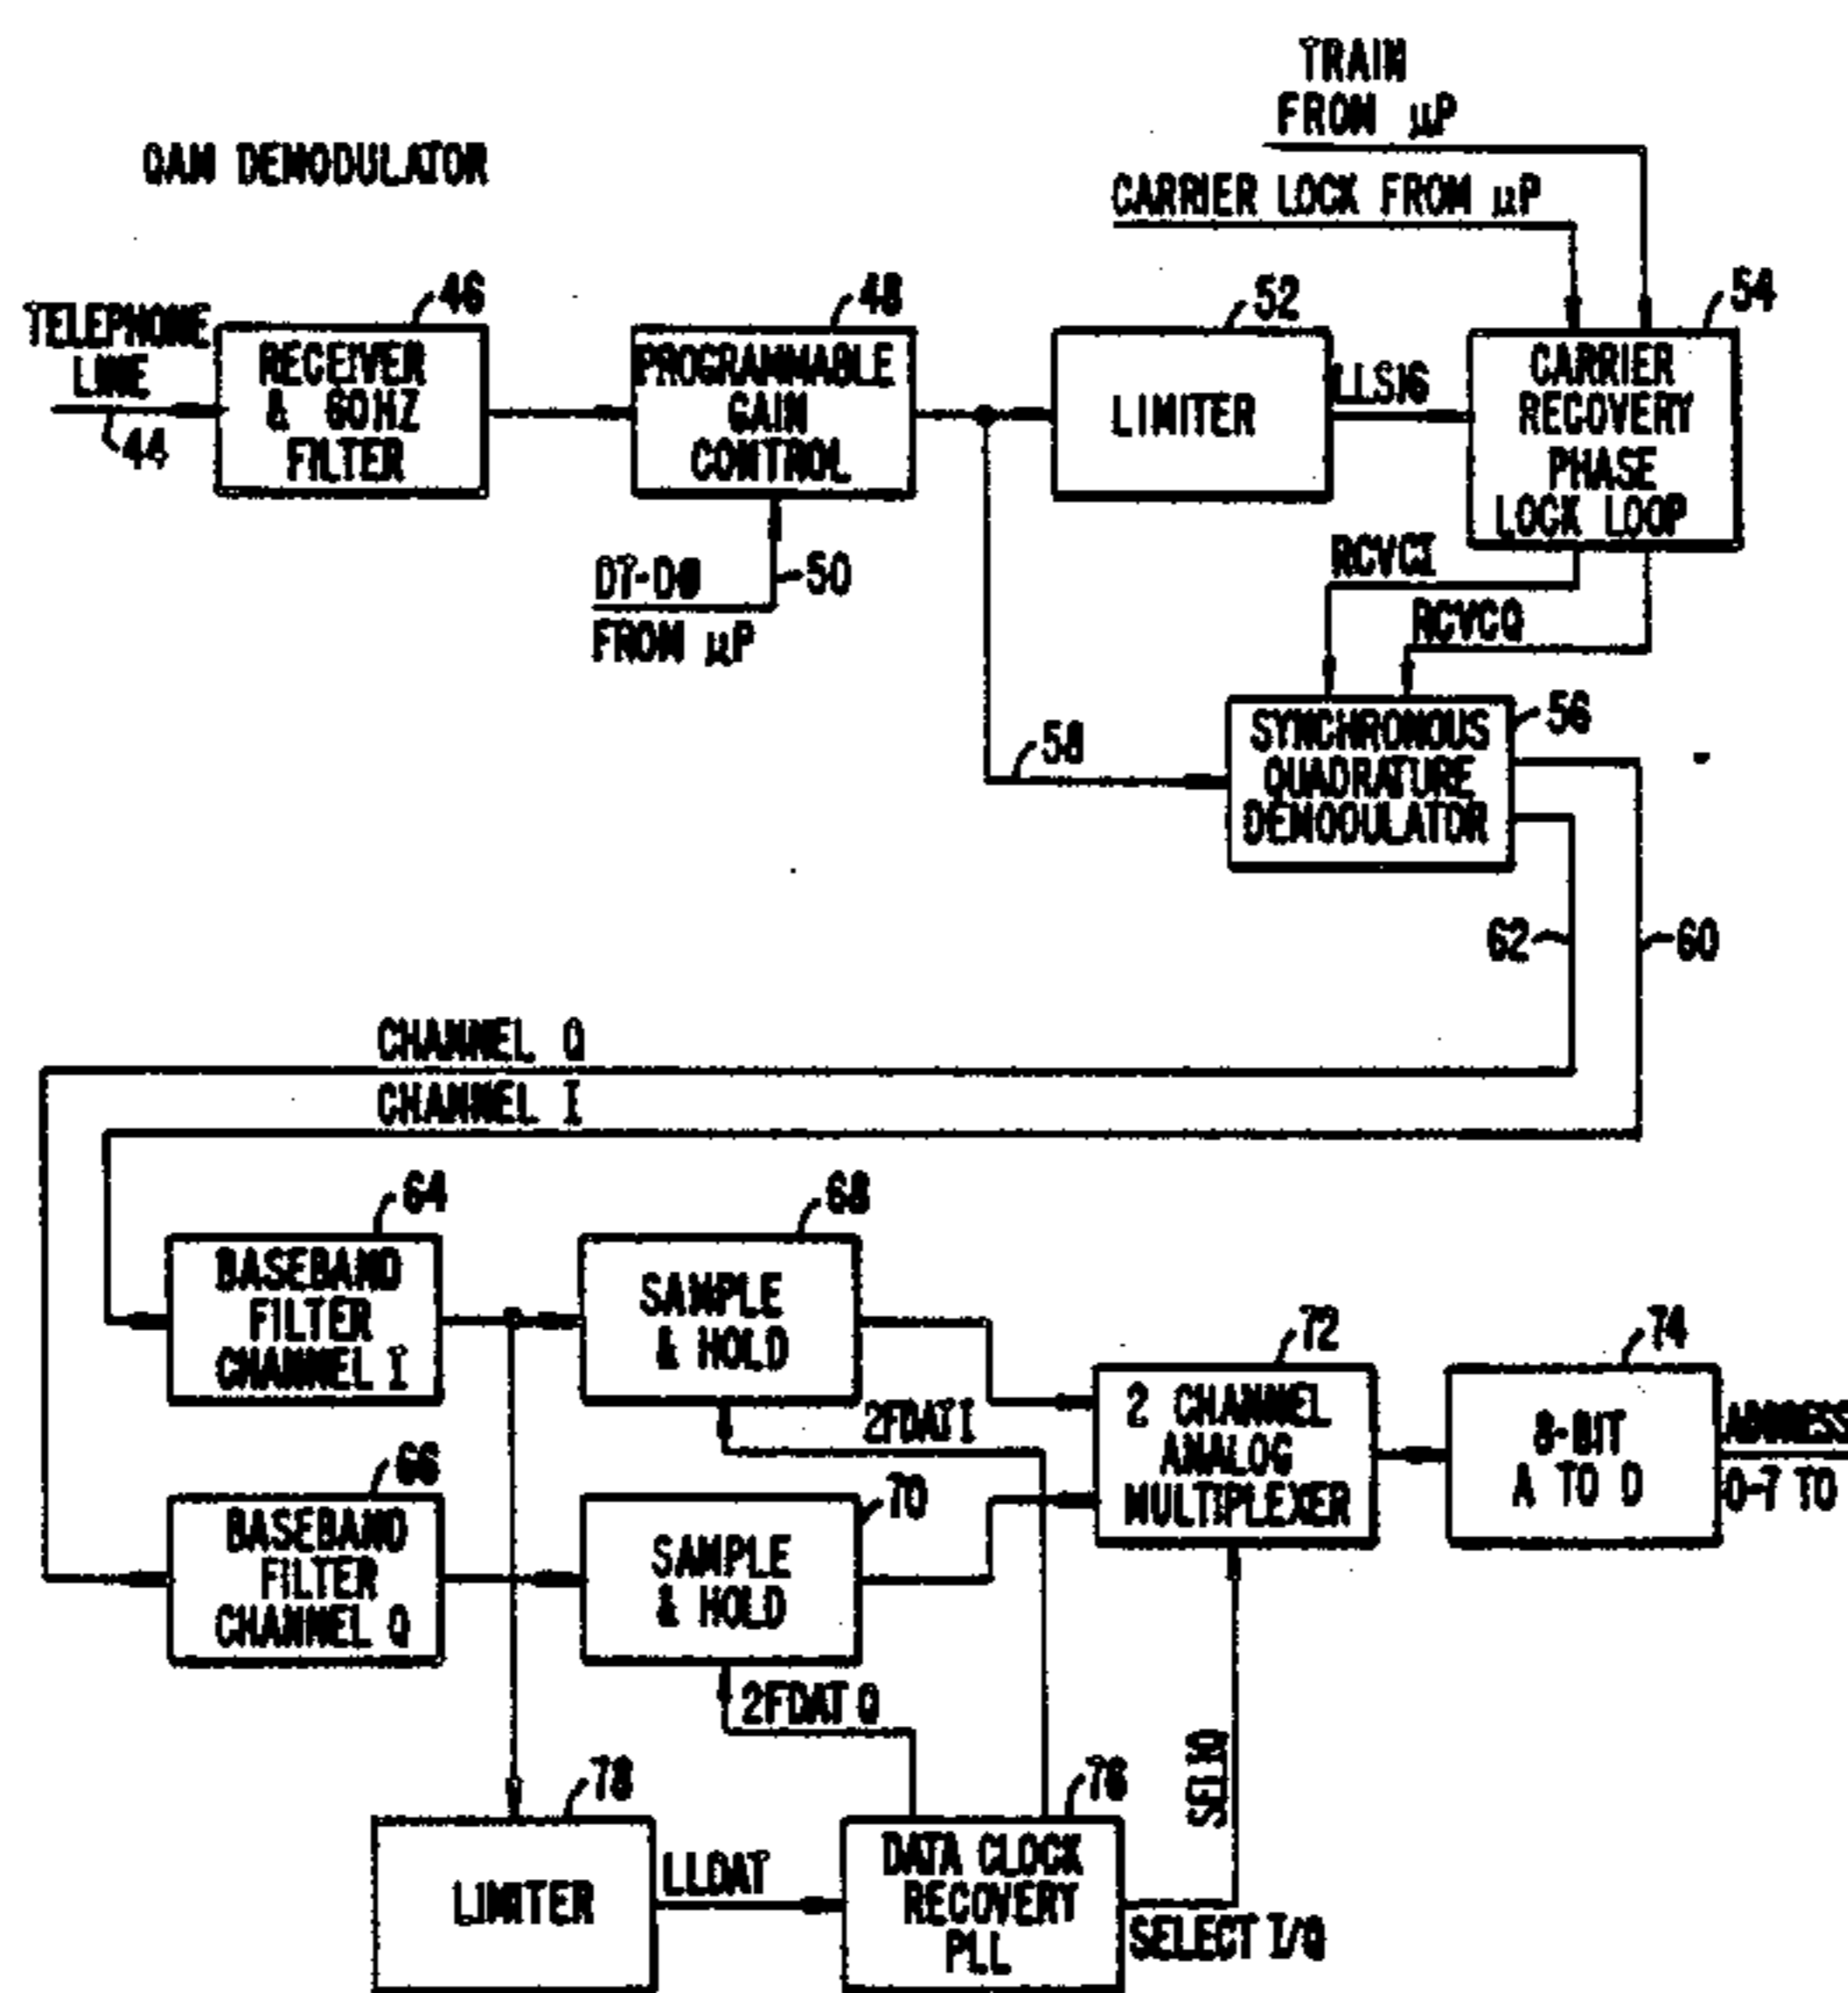 TRAIN
FROM µP
QAM DEMODULATOR
CARRIER LOCK FROM µP
TELEPHONE
LINE
44
46
RECEIVER
& 60HZ
FILTER
48
PROGRAMMABLE
GAIN
CONTROL
D7-D0
FROM µP
50
52
LIMITER
LLSIG
54
CARRIER
RECOVERY
PHASE
LOCK LOOP
RCVCI
RCVCQ
58
56
SYNCHRONOUS
QUADRATURE
DEMODULATOR
62
60
CHANNEL Q
CHANNEL I
64
BASEBAND
FILTER
CHANNEL I
68
SAMPLE
& HOLD
2FDAT I
72
2 CHANNEL
ANALOG
MULTIPLEXER
74
8-BIT
A TO D
ADDRESS
0-7 TO
66
BASEBAND
FILTER
CHANNEL Q
70
SAMPLE
& HOLD
2FDAT Q
78
LIMITER
LLDAT
76
DATA CLOCK
RECOVERY
PLL
SELIQ
SELECT I/Q